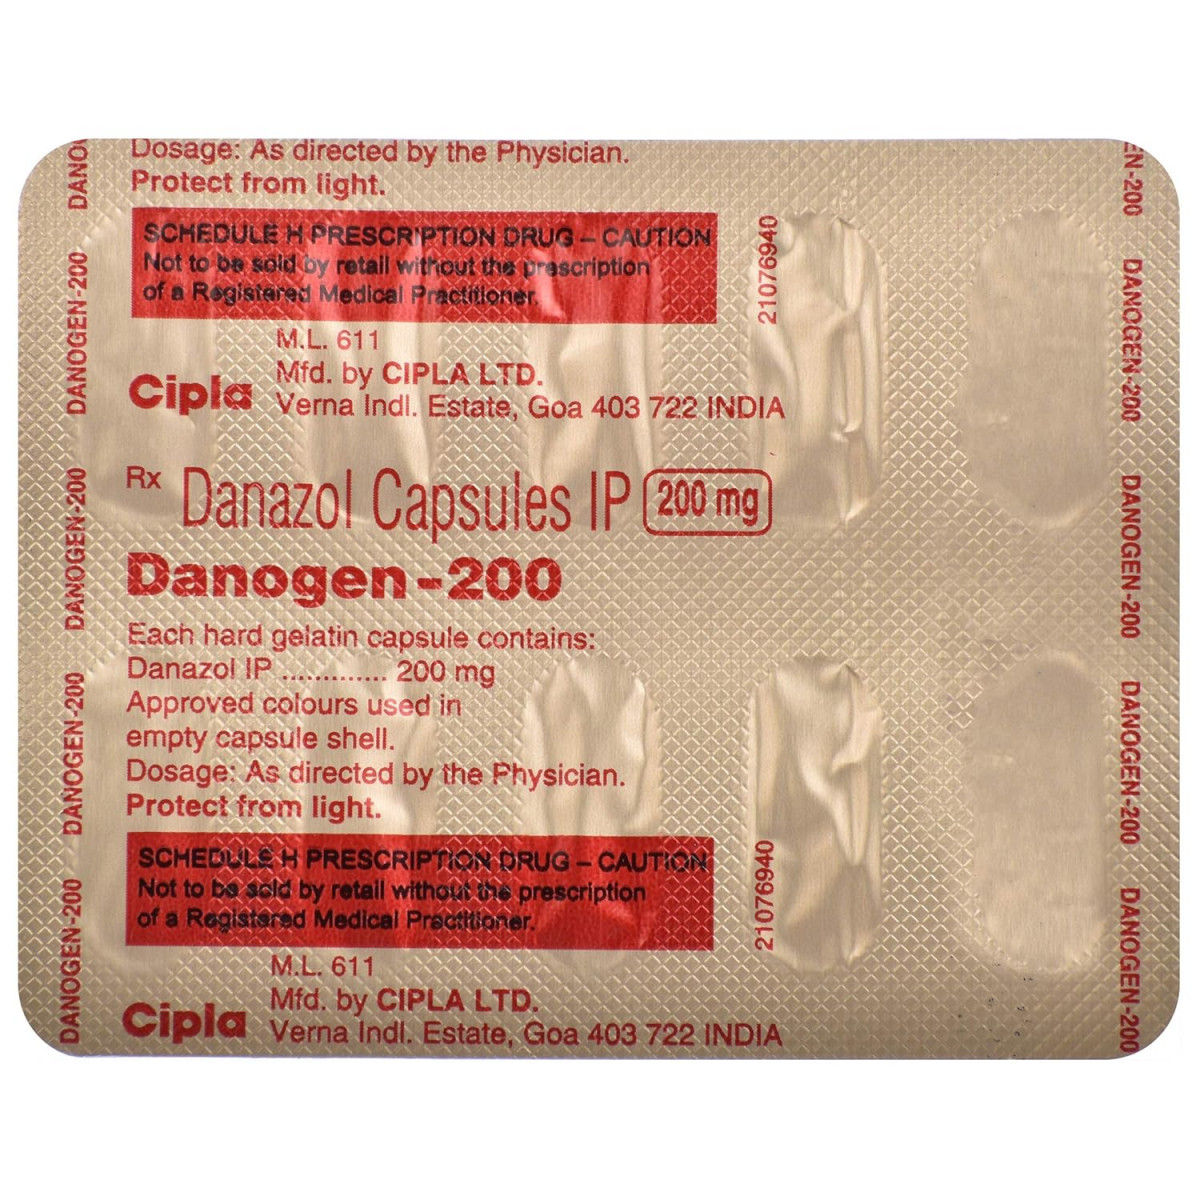 Dosage: As directed by the Physician.
Protect from light.
SCHEDULE H PRESCRIPTION DRUG – CAUTION
Not to be sold by retail without the prescription
of a Registered Medical Practitioner.
21076940
M.L. 611
Mfd. by CIPLA LTD.
Cipla
Verna Indl. Estate, Goa 403 722 INDIA
Rx Danazol Capsules IP 200 mg
Danogen-200
Each hard gelatin capsule contains:
Danazol IP ............. 200 mg
Approved colours used in
empty capsule shell.
Dosage: As directed by the Physician.
Protect from light.
SCHEDULE H PRESCRIPTION DRUG – CAUTION
Not to be sold by retail without the prescription
of a Registered Medical Practitioner.
21076940
M.L. 611
Mfd. by CIPLA LTD.
Cipla
Verna Indl. Estate, Goa 403 722 INDIA
DANO
DANOGEN-200
DANOGEN-200
DANOGEN-200
DANOGEN-200
EN-200
DANOGEN-200
DANOGEN-200
DANOGEN-200
DANOGEN-200